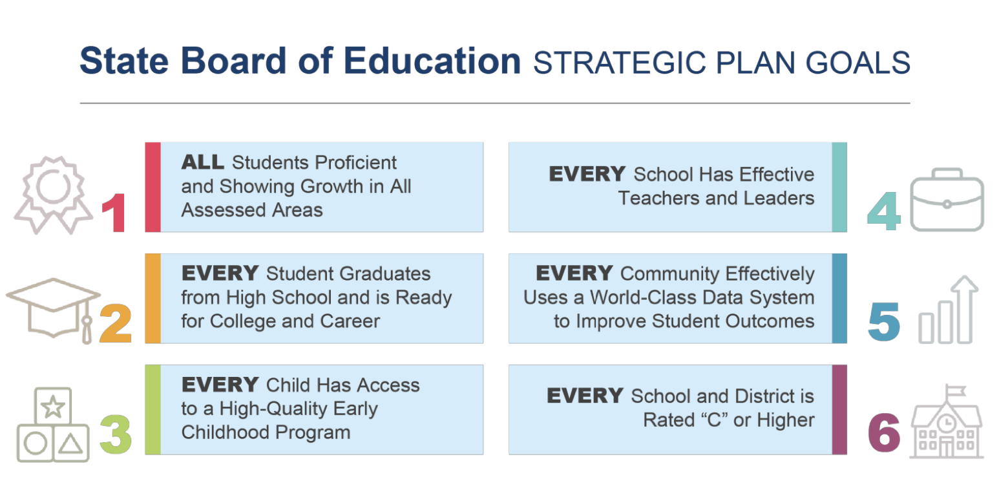 State Board of Education STRATEGIC PLAN GOALS
1
ALL Students Proficient
and Showing Growth in All
Assessed Areas
2
EVERY Student Graduates
from High School and is Ready
for College and Career
3
EVERY Child Has Access
to a High-Quality Early
Childhood Program
EVERY School Has Effective
Teachers and Leaders
4
EVERY Community Effectively
Uses a World-Class Data System
to Improve Student Outcomes
5
EVERY School and District is
Rated “C” or Higher
6